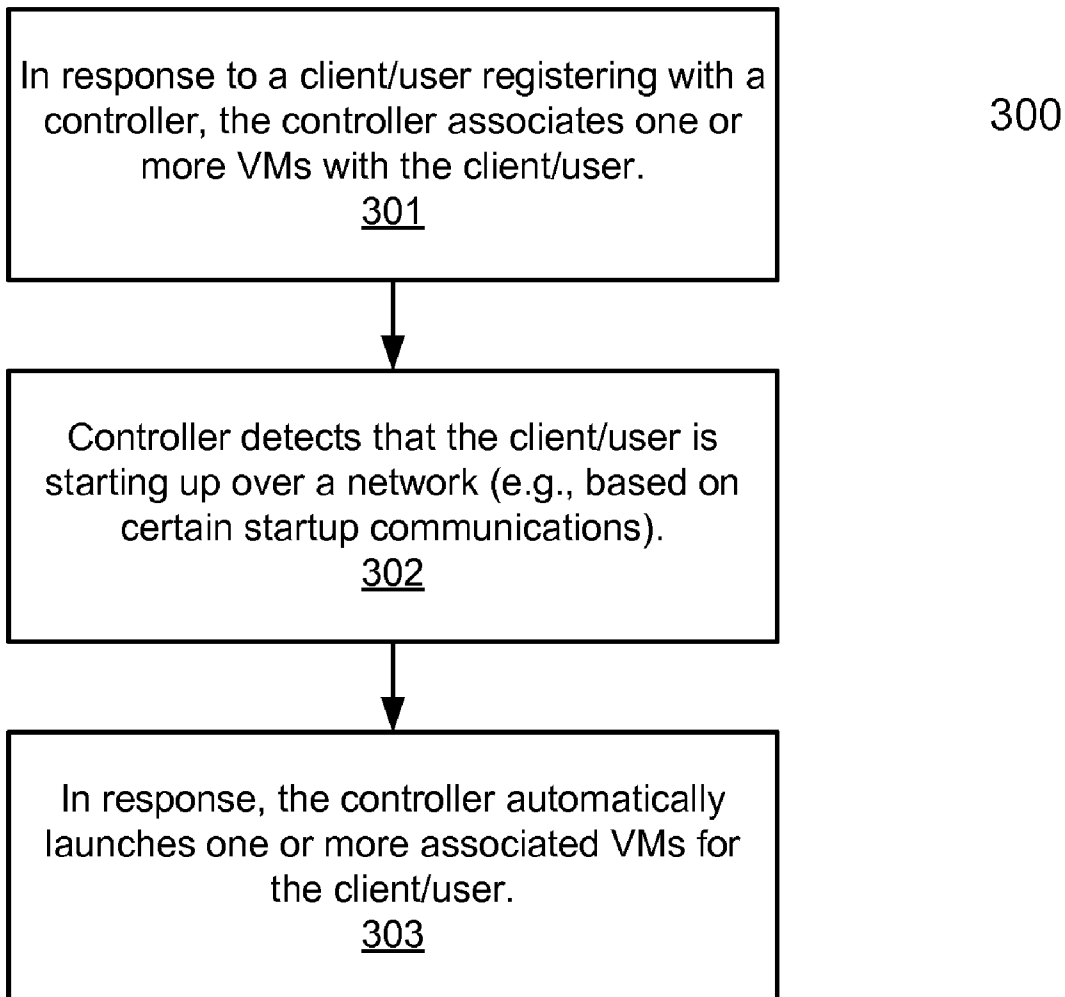 In response to a client/user registering with a
controller, the controller associates one or
more VMs with the client/user.
301
300
Controller detects that the client/user is
starting up over a network (e.g., based on
certain startup communications).
302
In response, the controller automatically
launches one or more associated VMs for
the client/user.
303